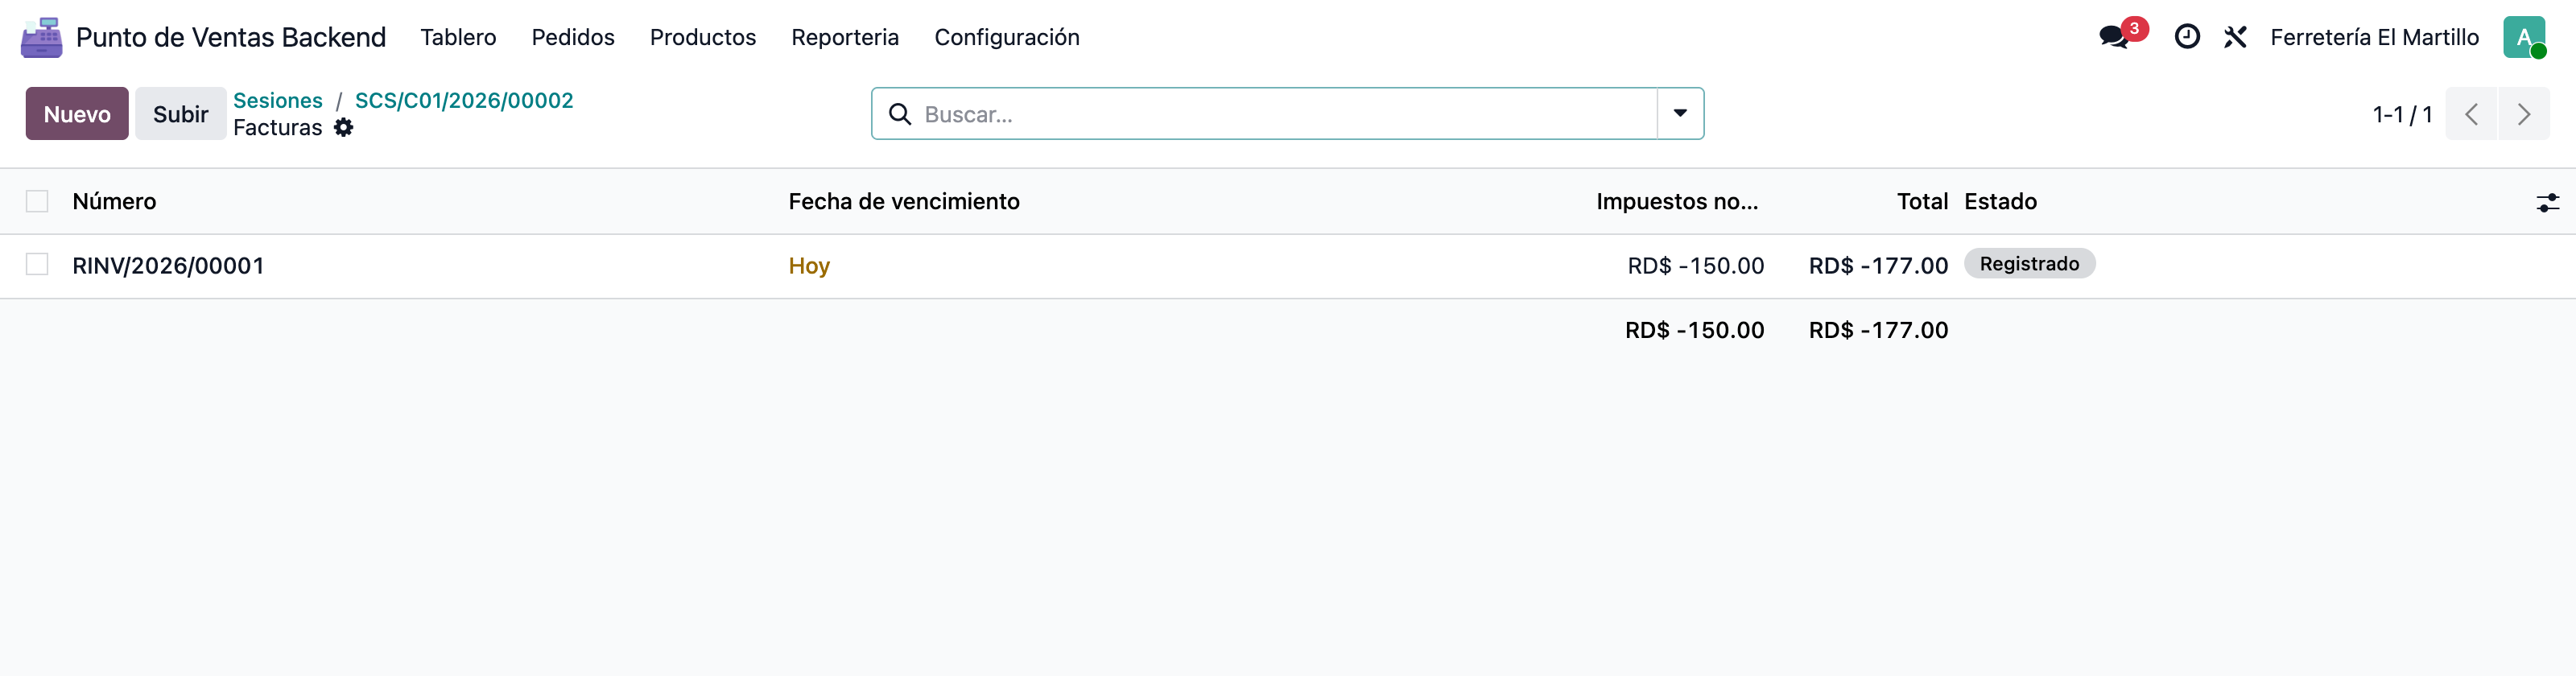 Punto de Ventas Backend Tablero Pedidos Productos Reporteria Configuración 3 Ferretería El Martillo A
Nuevo Subir Sesiones / SCS/C01/2026/00002 Buscar... 1-1 / 1
Facturas
Número Fecha de vencimiento Impuestos no... Total Estado
RINV/2026/00001 Hoy RD$ -150.00 RD$ -177.00 Registrado
RD$ -150.00 RD$ -177.00